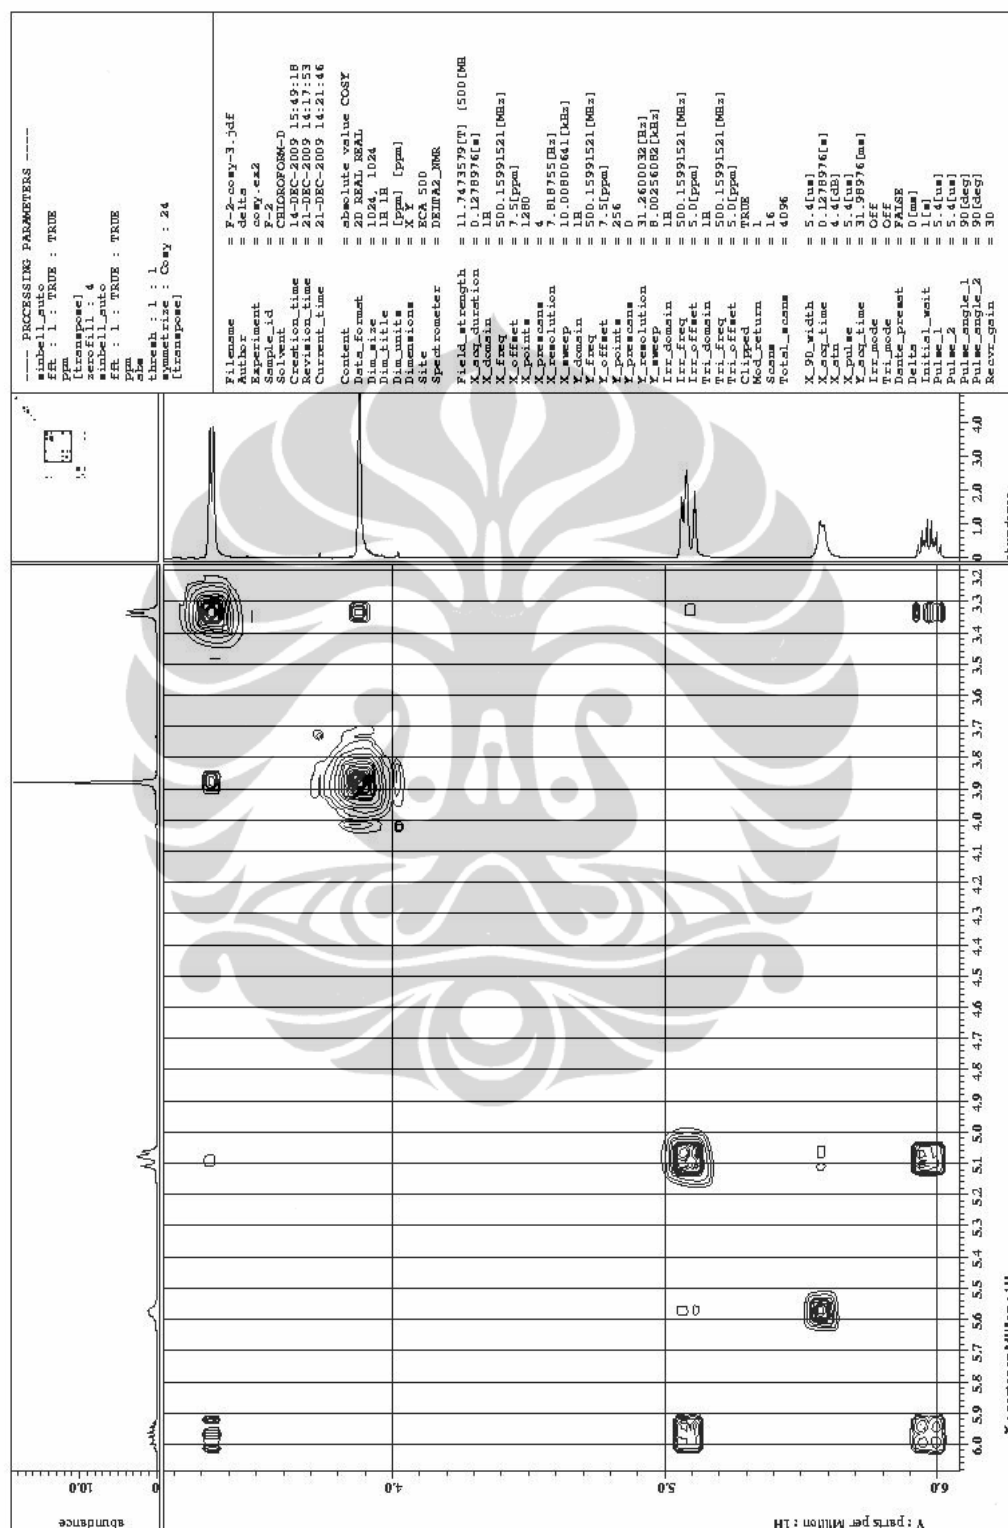 ---- PROCESSING PARAMETERS ----
sinbell_auto
fft : 1 : TRUE : TRUE
ppm
[transpose]
zerofill : 4
sinbell_auto
fft : 1 : TRUE : TRUE
ppm
abs
thresh : 1 : 1
symmetrize : Cosy : 24
[transpose]
Filename = F-2-cosy-3.jdf
Author = delta
Experiment = cosy.ex2
Sample_id = F-2
Solvent = CHLOROFORM-D
Creation_time = 14-DEC-2009 15:49:18
Revision_time = 21-DEC-2009 14:17:53
Current_time = 21-DEC-2009 14:21:46
Content = absolute value COSY
Data_format = 2D REAL REAL
Dim_size = 1024, 1024
Dim_title = 1H 1H
Dim_units = [ppm] [ppm]
Dimensions = X Y
Site = ECA 500
Spectrometer = DELTA2_NMR
Field_strength = 11.7473579[T] (500[MH
X_acq_duration = 0.1278976[s]
X_domain = 1H
X_freq = 500.15991521[MHz]
X_offset = 7.5[ppm]
X_points = 1280
X_prescans = 4
X_resolution = 7.8188755[Hz]
X_sweep = 10.00800641[kHz]
Y_domain = 1H
Y_freq = 500.15991521[MHz]
Y_offset = 7.5[ppm]
Y_points = 256
Y_prescans = 0
Y_resolution = 31.2600032[Hz]
Y_sweep = 8.00256082[kHz]
Irr_domain = 1H
Irr_freq = 500.15991521[MHz]
Irr_offset = 5.0[ppm]
Tri_domain = 1H
Tri_freq = 500.15991521[MHz]
Tri_offset = 5.0[ppm]
Clipped = TRUE
Mod_return = 1
Scans = 16
Total_scans = 4096
X_90_width = 5.4[us]
X_acq_time = 0.1278976[s]
X_atn = 4.4[dB]
X_pulse = 5.4[us]
Y_acq_time = 31.98976[ms]
Irr_mode = Off
Tri_mode = Off
Dante_presat = FALSE
Delta = 0[ms]
Initial_wait = 1[s]
Pulse_1 = 5.4[us]
Pulse_2 = 5.4[us]
Pulse_angle_1 = 90[deg]
Pulse_angle_2 = 90[deg]
Recvr_gain = 30
0 1.0 2.0 3.0 4.0
abundance
0 10.0
4.0
5.0
6.0
Y : parts per Million : 1H
6.0 5.9 5.8 5.7 5.6 5.5 5.4 5.3 5.2 5.1 5.0 4.9 4.8 4.7 4.6 4.5 4.4 4.3 4.2 4.1 4.0 3.9 3.8 3.7 3.6 3.5 3.4 3.3 3.2